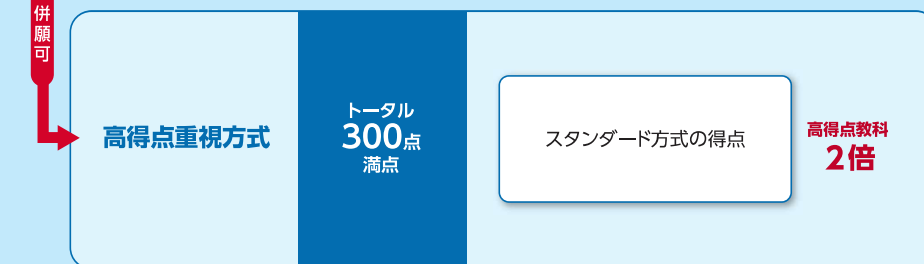 併願可
高得点重視方式
トータル
300点
満点
スタンダード方式の得点
高得点教科
2倍